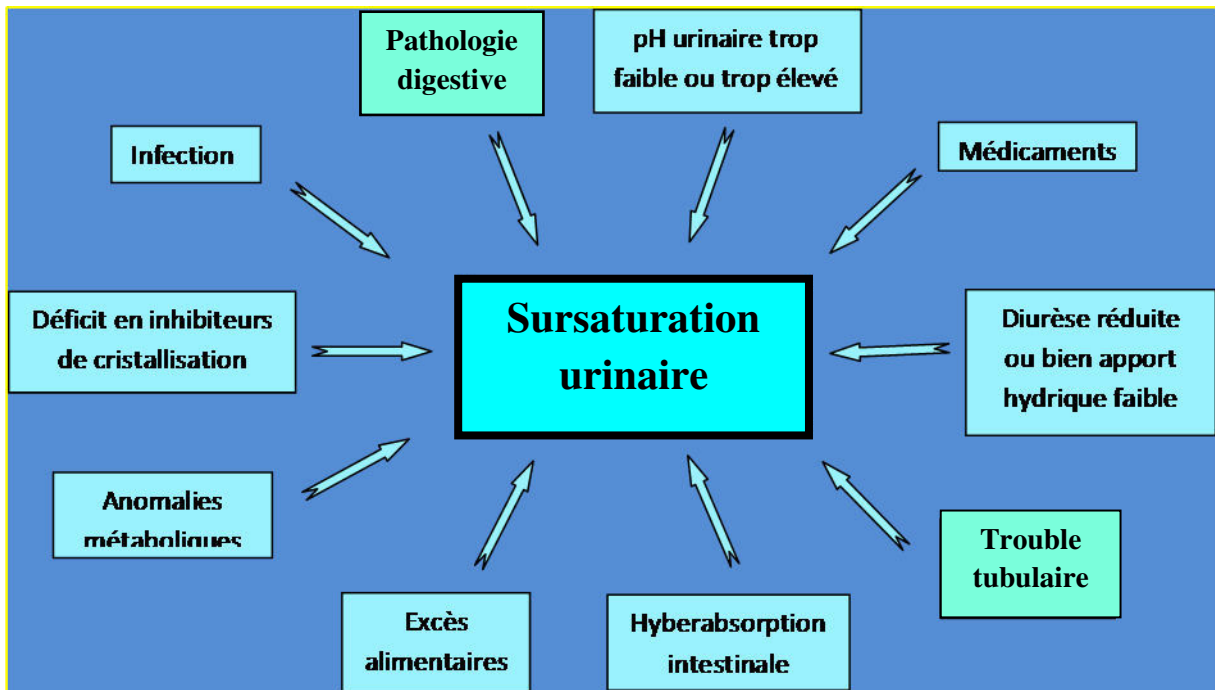 Pathologie
digestive
pH urinaire trop
faible ou trop élevé
Infection
Médicaments
Déficit en inhibiteurs
de cristallisation
Sursaturation
urinaire
Diurèse réduite
ou bien apport
hydrique faible
Anomalies
métaboliques
Trouble
tubulaire
Excès
alimentaires
Hyberabsorption
intestinale